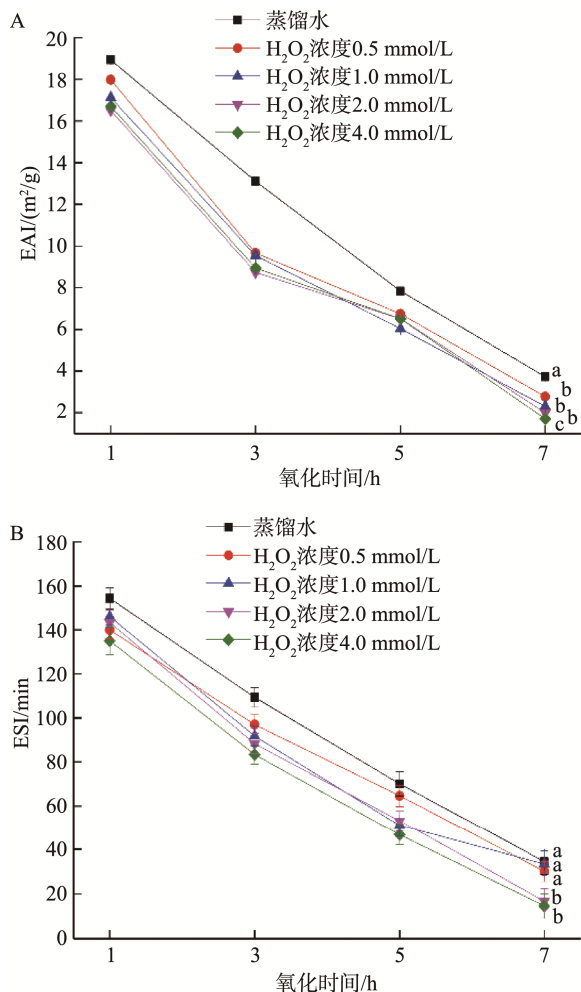 A
蒸馏水
H₂O₂浓度0.5 mmol/L
H₂O₂浓度1.0 mmol/L
H₂O₂浓度2.0 mmol/L
H₂O₂浓度4.0 mmol/L
20
18
16
14
12
10
8
6
4
2
EAI/(m²/g)
a
b
b
b
c
1 3 5 7
氧化时间/h
B
蒸馏水
H₂O₂浓度0.5 mmol/L
H₂O₂浓度1.0 mmol/L
H₂O₂浓度2.0 mmol/L
H₂O₂浓度4.0 mmol/L
180
160
140
120
100
80
60
40
20
0
ESI/min
a
a
a
b
b
1 3 5 7
氧化时间/h